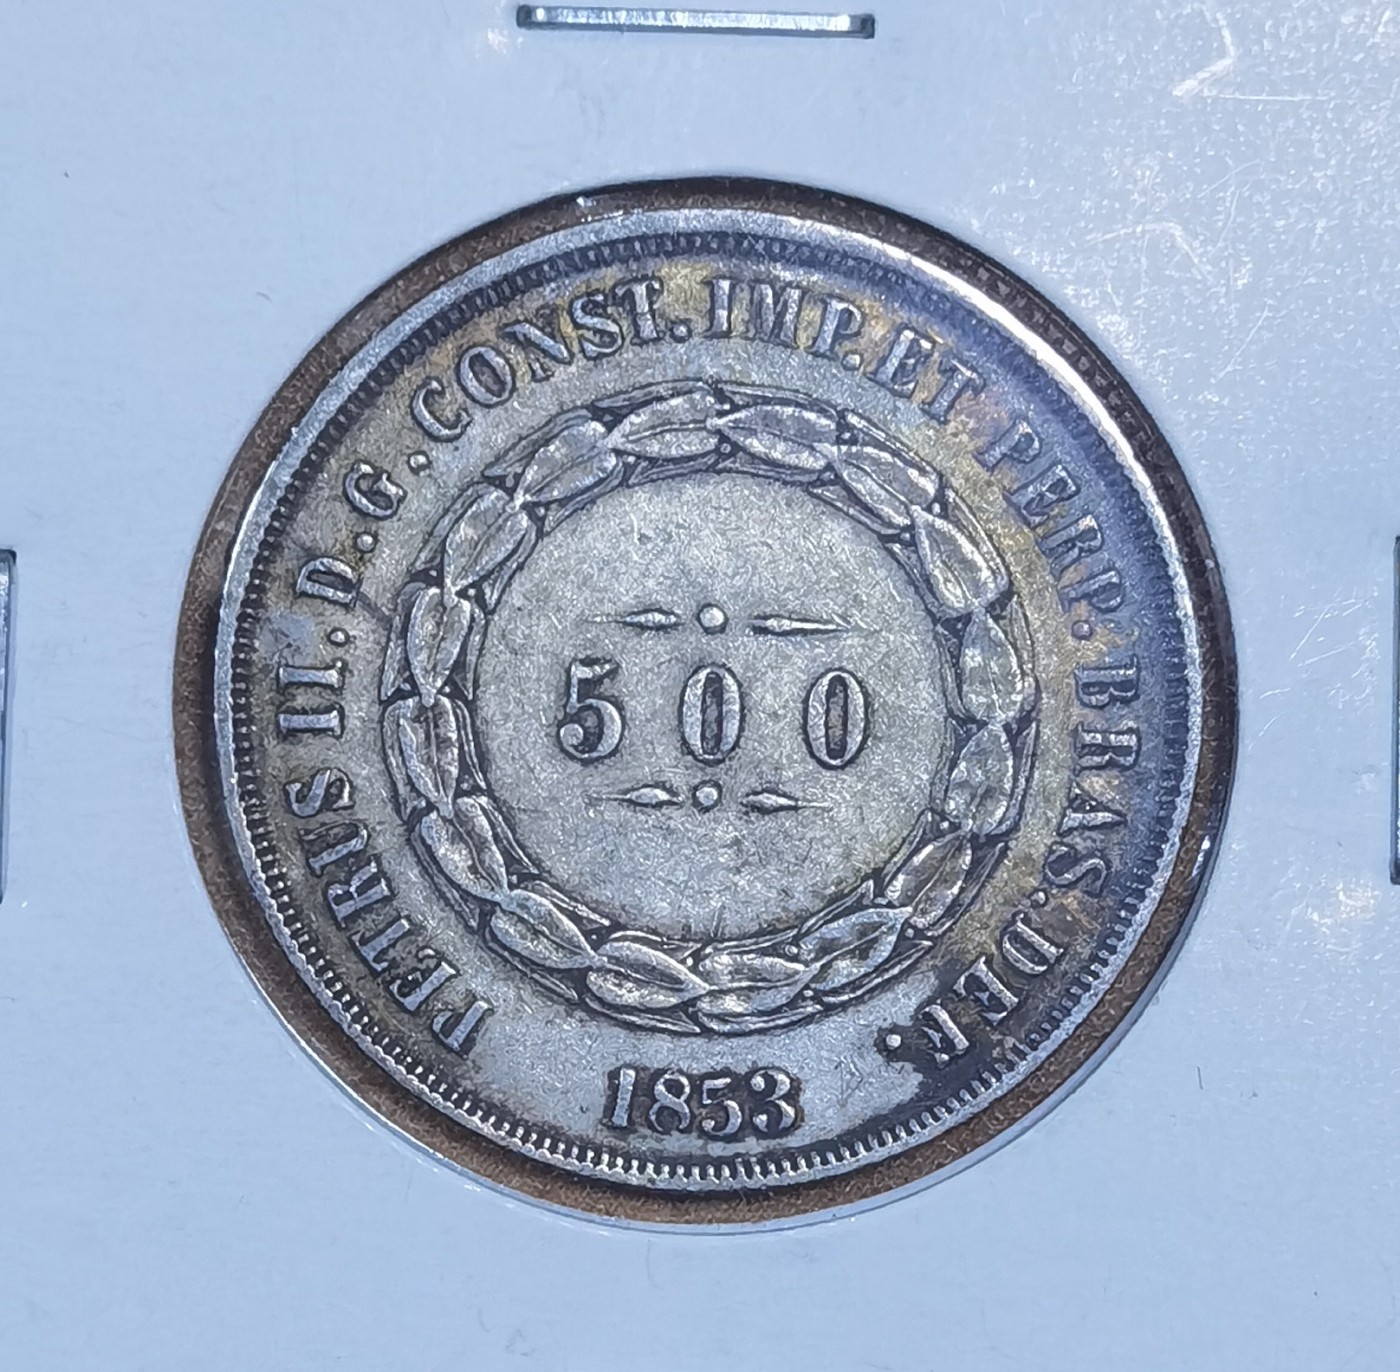 PETRUS II.D.G.CONST.IMP.ET PERP.BRAS.DEF.
500
1853